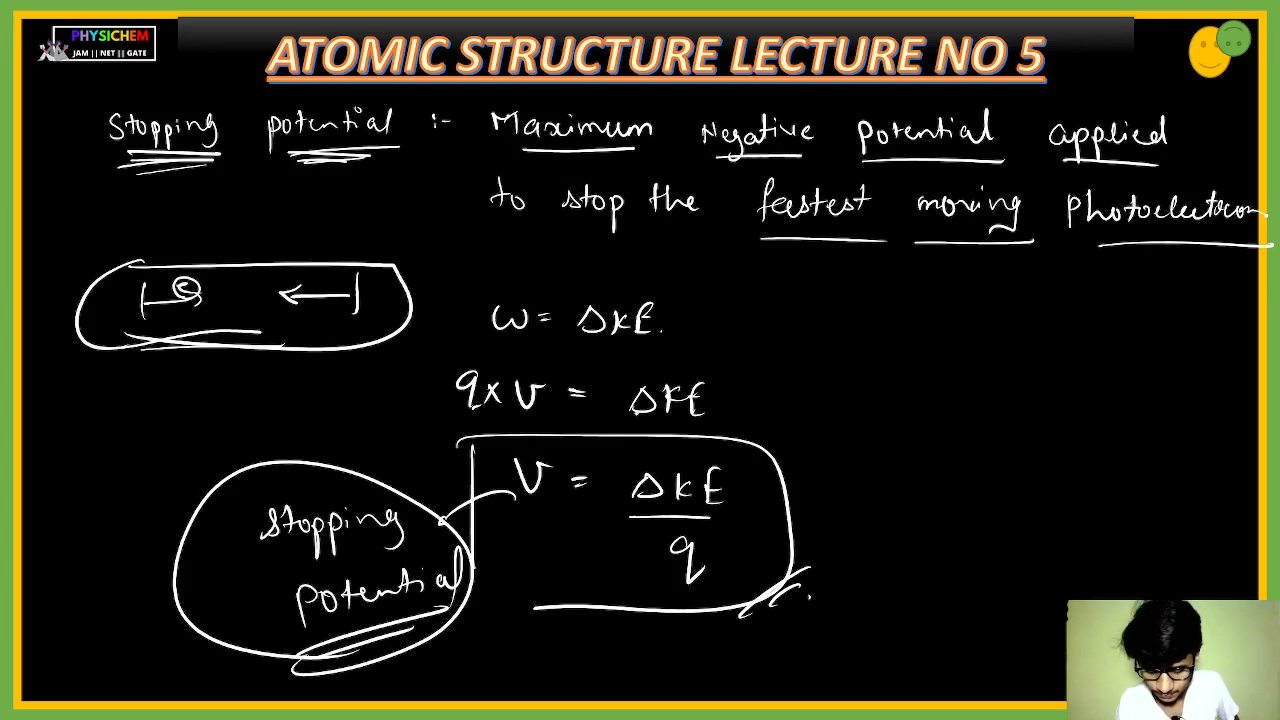 PHYSICHEM
JAM || NET || GATE
ATOMIC STRUCTURE LECTURE NO 5
Stopping potential :- Maximum Negative Potential applied
to stop the fastest moving Photoelectocon
e
w = ΔKE.
q x V = ΔKE
V = ΔKE
q
stopping
potential